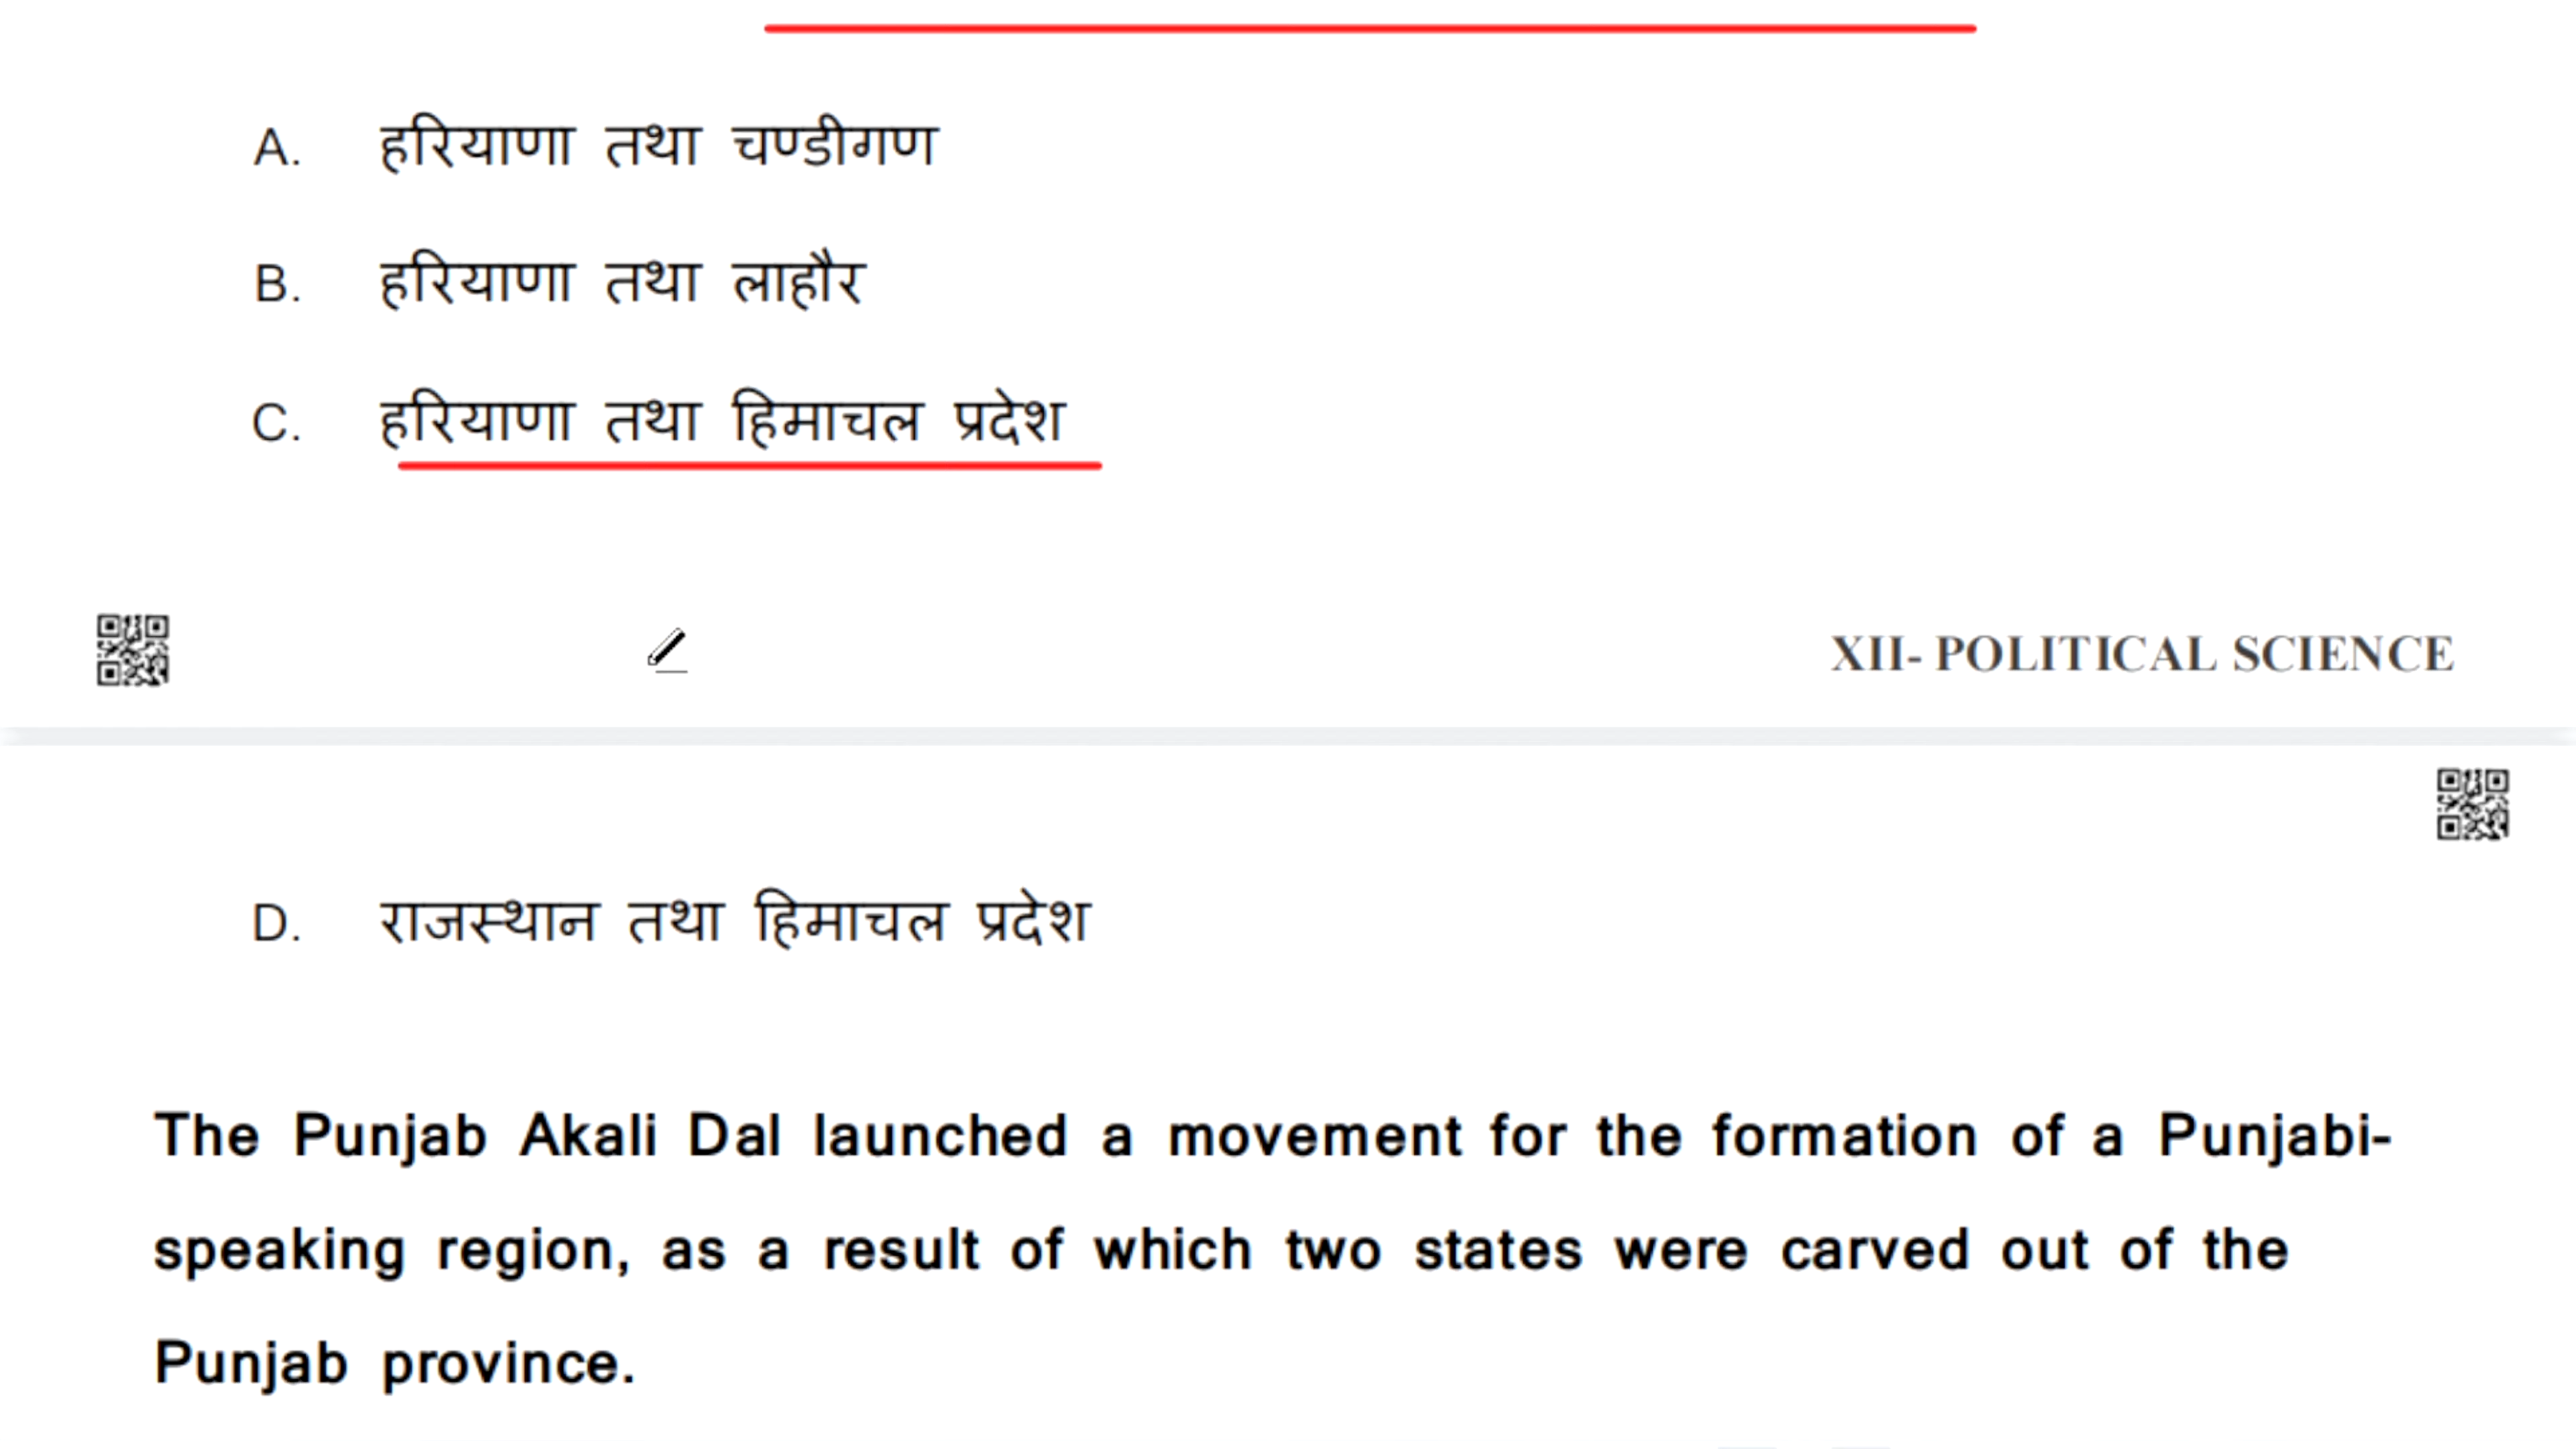 A. हरियाणा तथा चण्डीगण
B. हरियाणा तथा लाहौर
C. हरियाणा तथा हिमाचल प्रदेश
XII- POLITICAL SCIENCE
D. राजस्थान तथा हिमाचल प्रदेश
The Punjab Akali Dal launched a movement for the formation of a Punjabi-
speaking region, as a result of which two states were carved out of the
Punjab province.